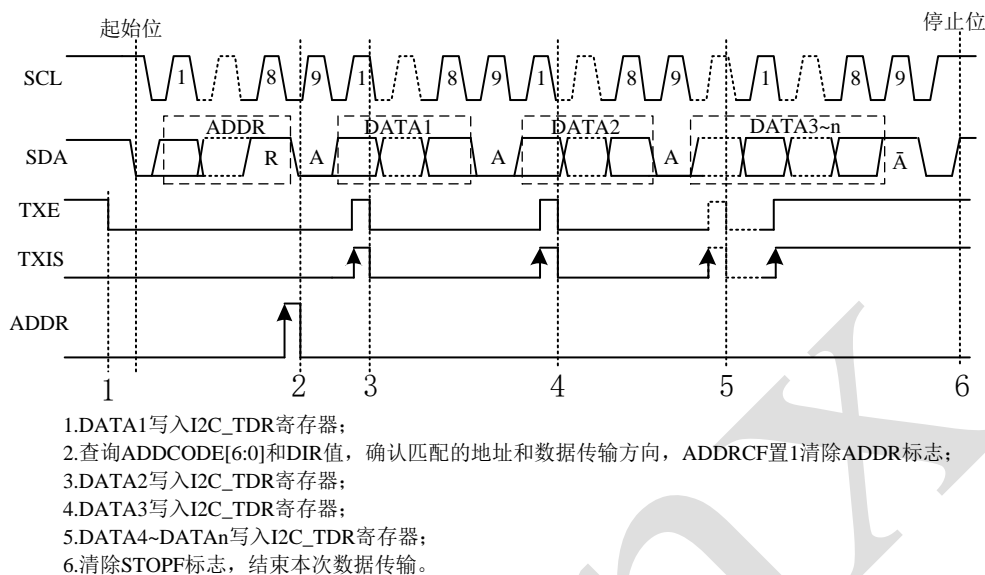 起始位
停止位
SCL 1 8 9 1 8 9 1 8 9 1 8 9
ADDR DATA1 DATA2 DATA3~n
SDA R A A A Ā
TXE
TXIS
ADDR
1 2 3 4 5 6
1.DATA1写入I2C_TDR寄存器;
2.查询ADDCODE[6:0]和DIR值,确认匹配的地址和数据传输方向,ADDRCF置1清除ADDR标志;
3.DATA2写入I2C_TDR寄存器;
4.DATA3写入I2C_TDR寄存器;
5.DATA4~DATAn写入I2C_TDR寄存器;
6.清除STOPF标志,结束本次数据传输。